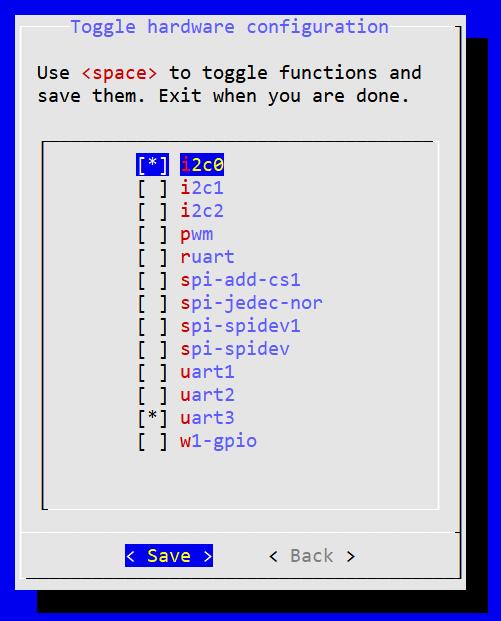 Toggle hardware configuration
Use <space> to toggle functions and
save them. Exit when you are done.
[*] i2c0
[ ] i2c1
[ ] i2c2
[ ] pwm
[ ] ruart
[ ] spi-add-cs1
[ ] spi-jedec-nor
[ ] spi-spidev1
[ ] spi-spidev
[ ] uart1
[ ] uart2
[*] uart3
[ ] w1-gpio
< Save > < Back >